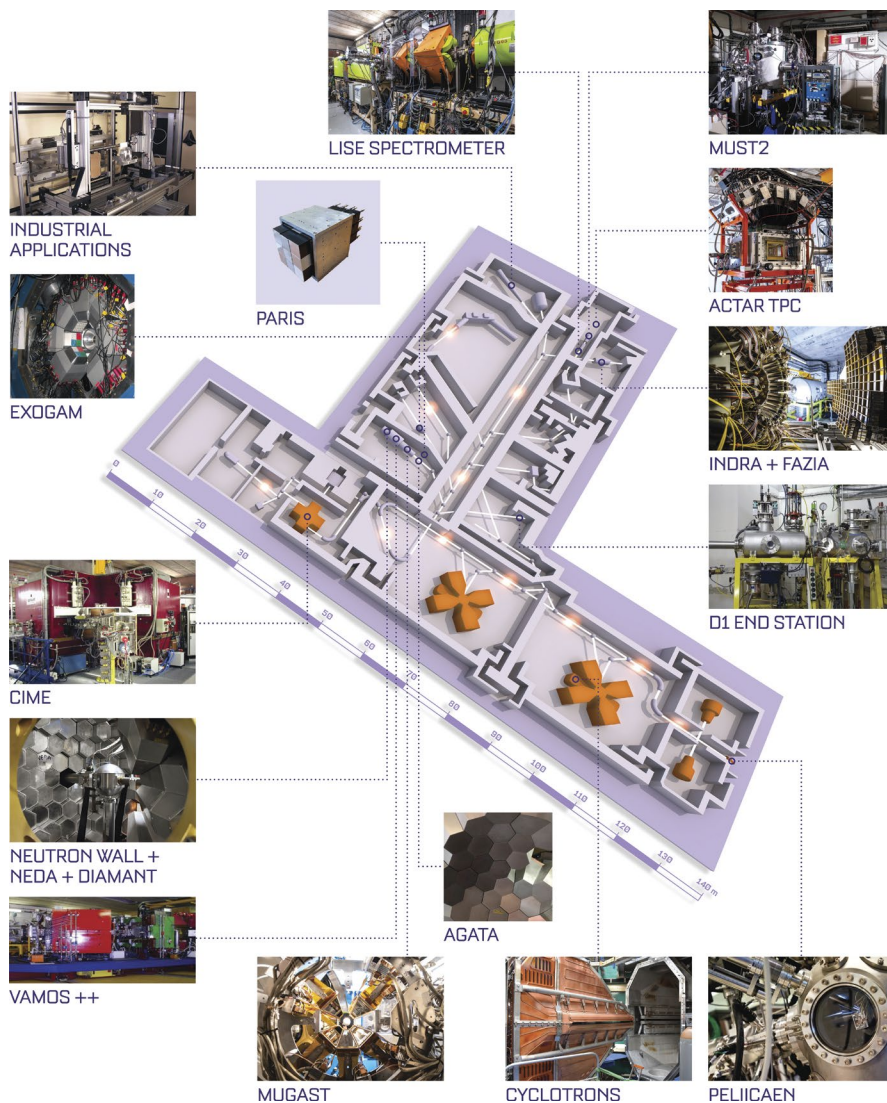 LISE SPECTROMETER
MUST2
INDUSTRIAL
APPLICATIONS
PARIS
ACTAR TPC
EXOGAM
INDRA + FAZIA
D1 END STATION
CIME
NEUTRON WALL +
NEDA + DIAMANT
VAMOS ++
0
10
20
30
40
50
60
70
80
90
100
110
120
130
140 m
AGATA
MUGAST
CYCLOTRONS
PELIICAEN